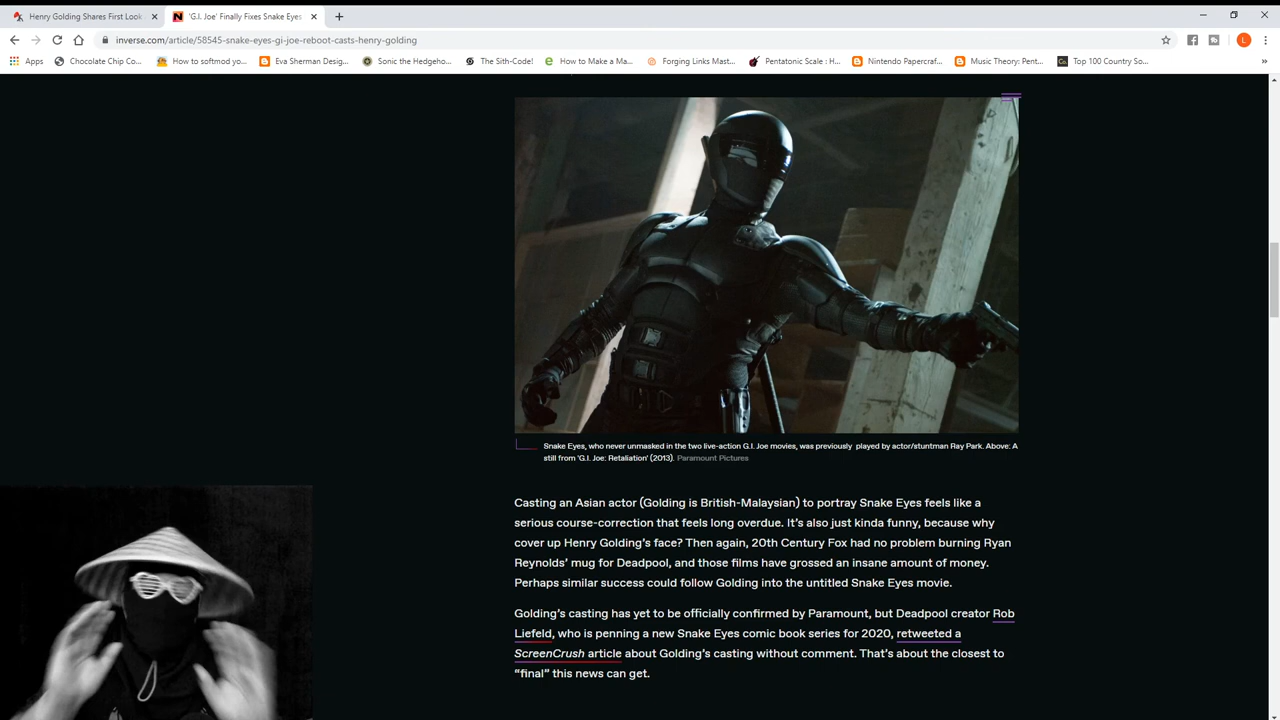 Henry Golding Shares First Look
'G.I. Joe' Finally Fixes Snake Eyes
inverse.com/article/58545-snake-eyes-gi-joe-reboot-casts-henry-golding
L
Apps
Chocolate Chip Co...
How to softmod yo...
Eva Sherman Desig...
Sonic the Hedgeho...
The Sith-Code!
How to Make a Ma...
Forging Links Mast...
Pentatonic Scale : H...
Nintendo Papercraf...
Music Theory: Pent...
Top 100 Country So...
Snake Eyes, who never unmasked in the two live-action G.I. Joe movies, was previously played by actor/stuntman Ray Park. Above: A
still from 'G.I. Joe: Retaliation' (2013). Paramount Pictures
Casting an Asian actor (Golding is British-Malaysian) to portray Snake Eyes feels like a
serious course-correction that feels long overdue. It's also just kinda funny, because why
cover up Henry Golding's face? Then again, 20th Century Fox had no problem burning Ryan
Reynolds' mug for Deadpool, and those films have grossed an insane amount of money.
Perhaps similar success could follow Golding into the untitled Snake Eyes movie.
Golding's casting has yet to be officially confirmed by Paramount, but Deadpool creator Rob
Liefeld, who is penning a new Snake Eyes comic book series for 2020, retweeted a
ScreenCrush article about Golding's casting without comment. That's about the closest to
"final" this news can get.